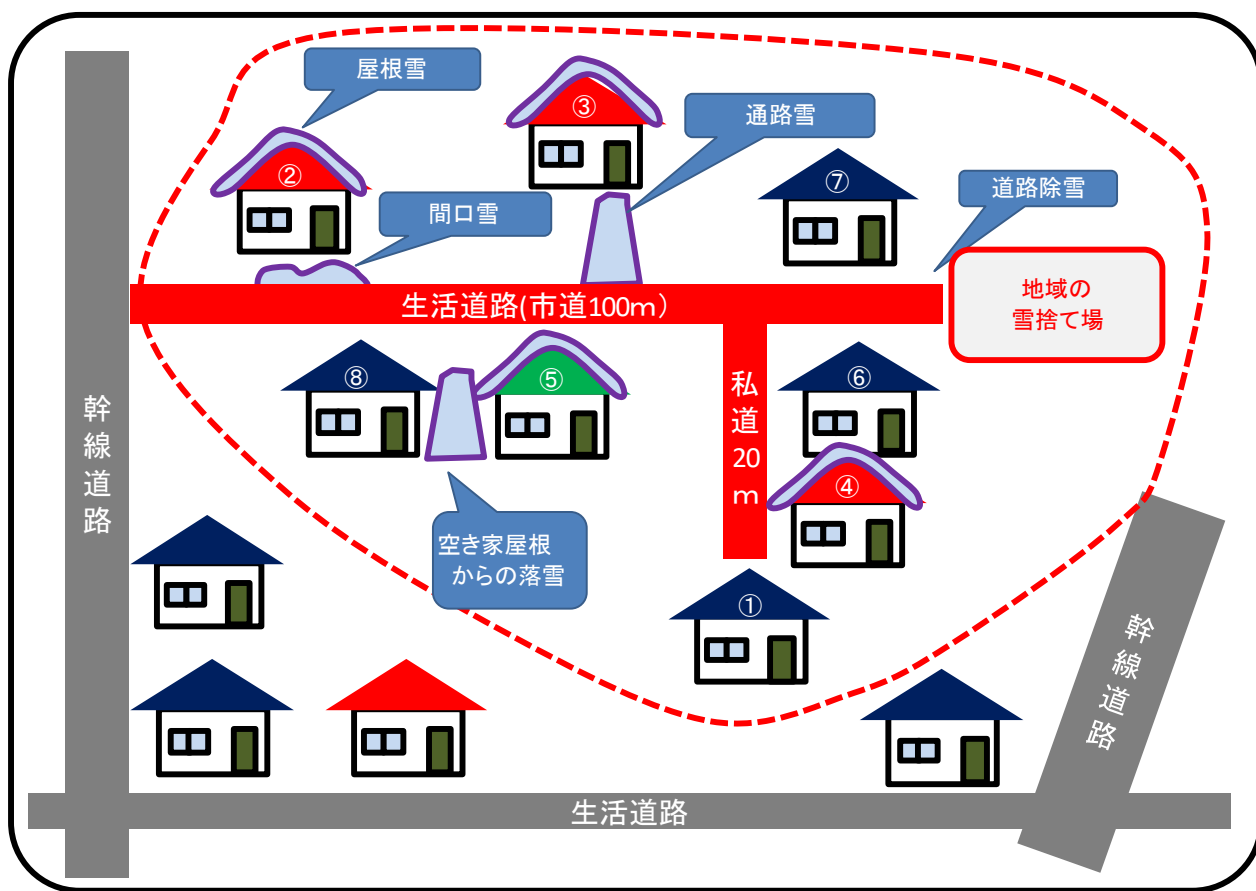 屋根雪
③
通路雪
②
⑦
道路除雪
間口雪
生活道路(市道100m)
地域の
雪捨て場
⑧
⑤
⑥
私道20m
④
幹線道路
空き家屋根
からの落雪
①
幹線道路
生活道路